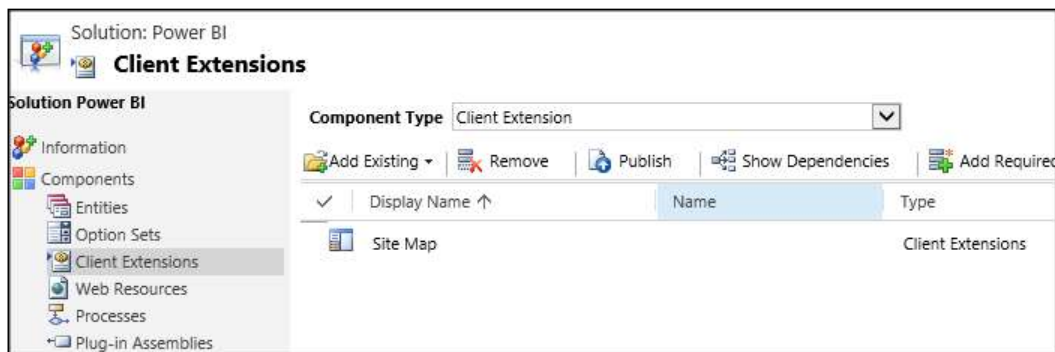 Solution: Power BI
Client Extensions
Solution Power BI
Information
Components
Entities
Option Sets
Client Extensions
Web Resources
Processes
Plug-in Assemblies
Component Type Client Extension
Add Existing Remove Publish Show Dependencies Add Required
Display Name Name Type
Site Map Client Extensions